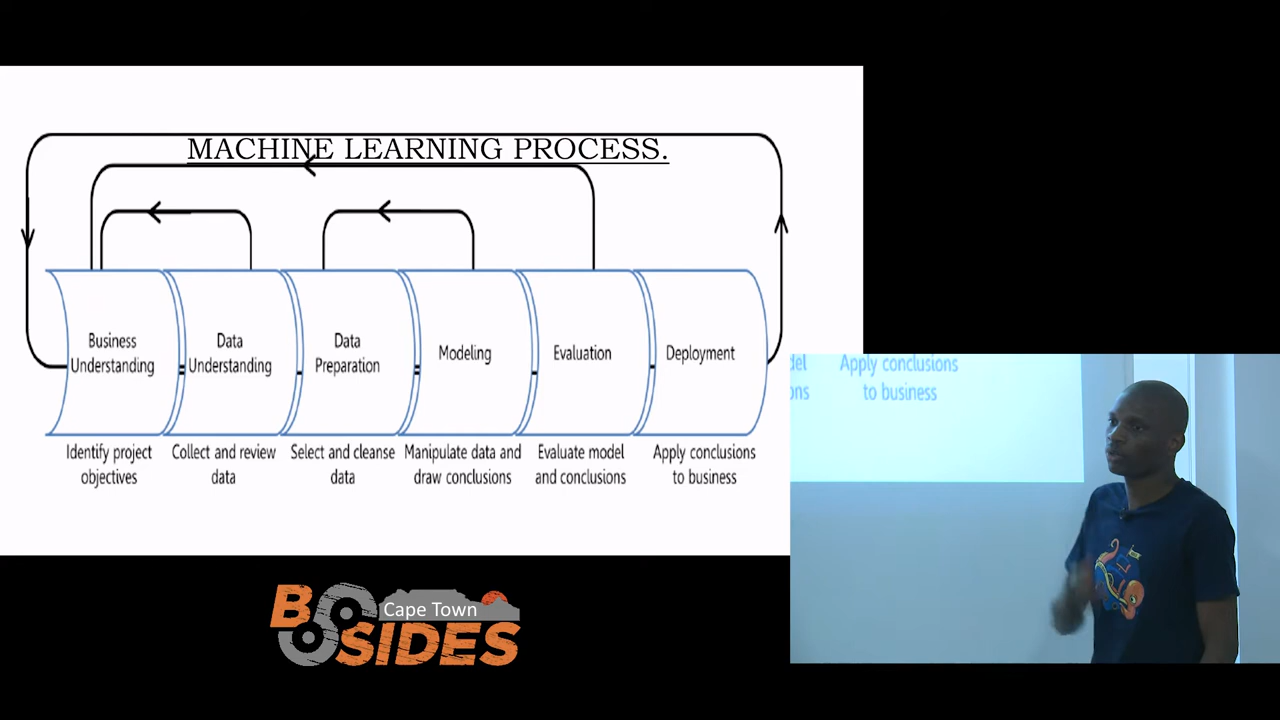 MACHINE LEARNING PROCESS.
Business
Understanding
Data
Understanding
Data
Preparation
Modeling
Evaluation
Deployment
Identify project
objectives
Collect and review
data
Select and cleanse
data
Manipulate data and
draw conclusions
Evaluate model
and conclusions
Apply conclusions
to business
del
ons
Apply conclusions
to business
Cape Town
BSIDES